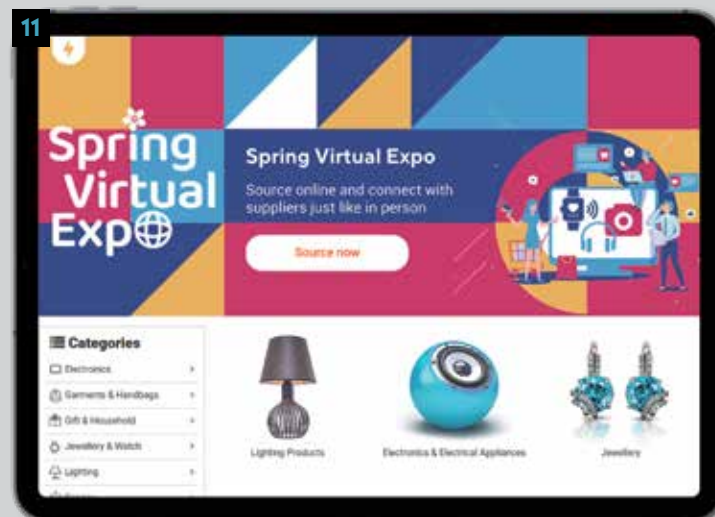 11
Spring
Virtual
Expo
Spring Virtual Expo
Source online and connect with
suppliers just like in person
Source now
Categories
Electronics
Garments & Handbags
Gift & Household
Jewellery & Watch
Lighting
Lighting Products
Electronics & Electrical Appliances
Jewellery